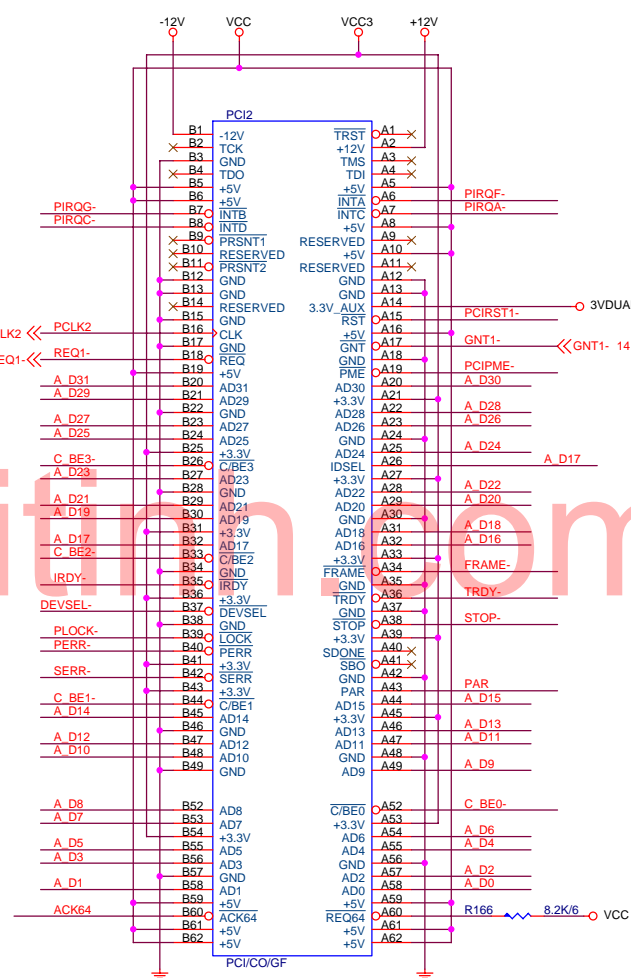 -12V VCC VCC3 +12V
PCI2
B1 -12V TRST A1
B2 TCK +12V A2
B3 GND TMS A3
B4 TDO TDI A4
B5 +5V +5V A5
PIRQG- B6 +5V INTA A6 PIRQF-
PIRQC- B7 INTB INTC A7 PIRQA-
B8 INTD +5V A8
B9 PRSNT1 RESERVED A9
B10 RESERVED +5V A10
B11 PRSNT2 RESERVED A11
B12 GND GND A12
B13 GND GND A13
B14 RESERVED 3.3V_AUX A14 3VDUA
B15 GND RST A15 PCIRST1-
LK2 PCLK2 B16 CLK +5V A16
B17 GND GNT A17 GNT1- GNT1- 14
EQ1- REQ1- B18 REQ GND A18
B19 +5V PME A19 PCIPME-
A_D31 B20 AD31 AD30 A20 A_D30
A_D29 B21 AD29 +3.3V A21
B22 GND AD28 A22 A_D28
A_D27 B23 AD27 AD26 A23 A_D26
A_D25 B24 AD25 GND A24
B25 +3.3V AD24 A25 A_D24
C_BE3- B26 C/BE3 IDSEL A26 A_D17
A_D23 B27 AD23 +3.3V A27
B28 GND AD22 A28 A_D22
A_D21 B29 AD21 AD20 A29 A_D20
A_D19 B30 AD19 GND A30
B31 +3.3V AD18 A31 A_D18
A_D17 B32 AD17 AD16 A32 A_D16
C_BE2- B33 C/BE2 +3.3V A33
B34 GND FRAME A34 FRAME-
IRDY- B35 IRDY GND A35
B36 +3.3V TRDY A36 TRDY-
DEVSEL- B37 DEVSEL GND A37
B38 GND STOP A38 STOP-
PLOCK- B39 LOCK +3.3V A39
PERR- B40 PERR SDONE A40
B41 +3.3V SBO A41
SERR- B42 SERR GND A42
B43 +3.3V PAR A43 PAR
C_BE1- B44 C/BE1 AD15 A44 A_D15
A_D14 B45 AD14 +3.3V A45
B46 GND AD13 A46 A_D13
A_D12 B47 AD12 AD11 A47 A_D11
A_D10 B48 AD10 GND A48
B49 GND AD9 A49 A_D9
A_D8 B52 AD8 C/BE0 A52 C_BE0-
A_D7 B53 AD7 +3.3V A53
B54 +3.3V AD6 A54 A_D6
A_D5 B55 AD5 AD4 A55 A_D4
A_D3 B56 AD3 GND A56
B57 GND AD2 A57 A_D2
A_D1 B58 AD1 AD0 A58 A_D0
B59 +5V +5V A59
ACK64 B60 ACK64 REQ64 A60 R166 8.2K/6 VCC
B61 +5V +5V A61
B62 +5V +5V A62
PCI/CO/GF
itinh.com